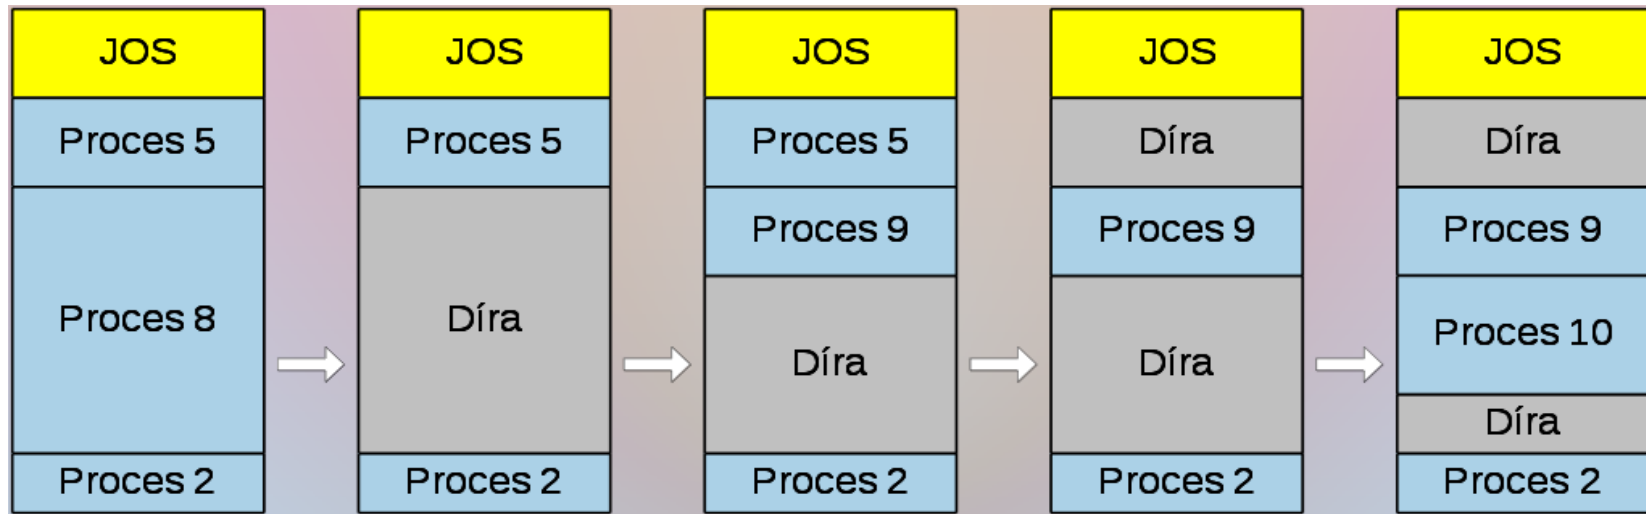 JOS
Proces 5
Proces 8
Proces 2
JOS
Proces 5
Díra
Proces 2
JOS
Proces 5
Proces 9
Díra
Proces 2
JOS
Díra
Proces 9
Díra
Proces 2
JOS
Díra
Proces 9
Proces 10
Díra
Proces 2